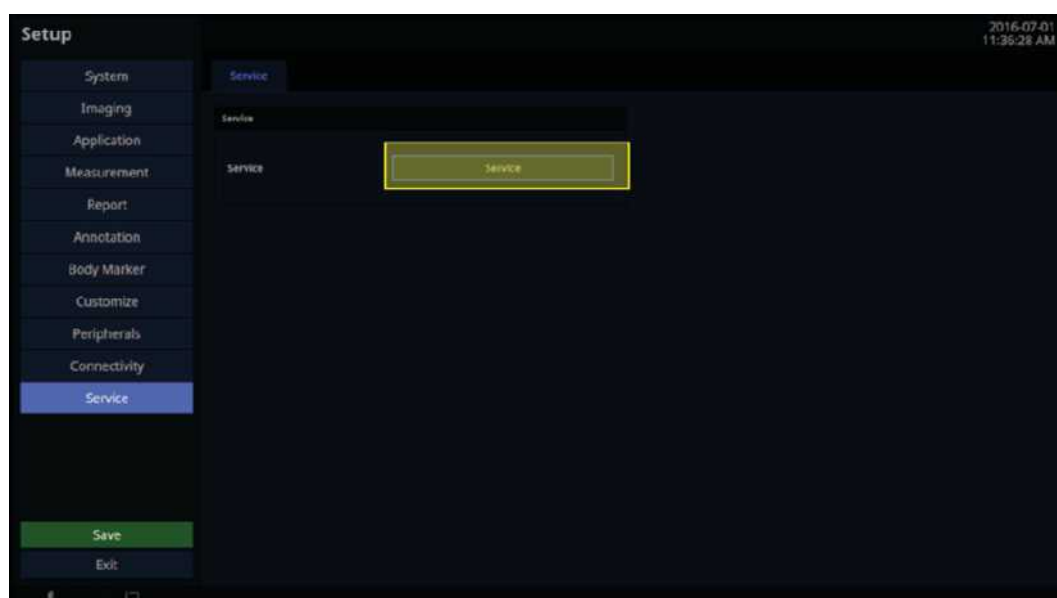 Setup
2016-07-01
11:36:28 AM
System
Imaging
Application
Measurement
Report
Annotation
Body Marker
Customize
Peripherals
Connectivity
Service
Save
Exit
Service
Service
Service
Service